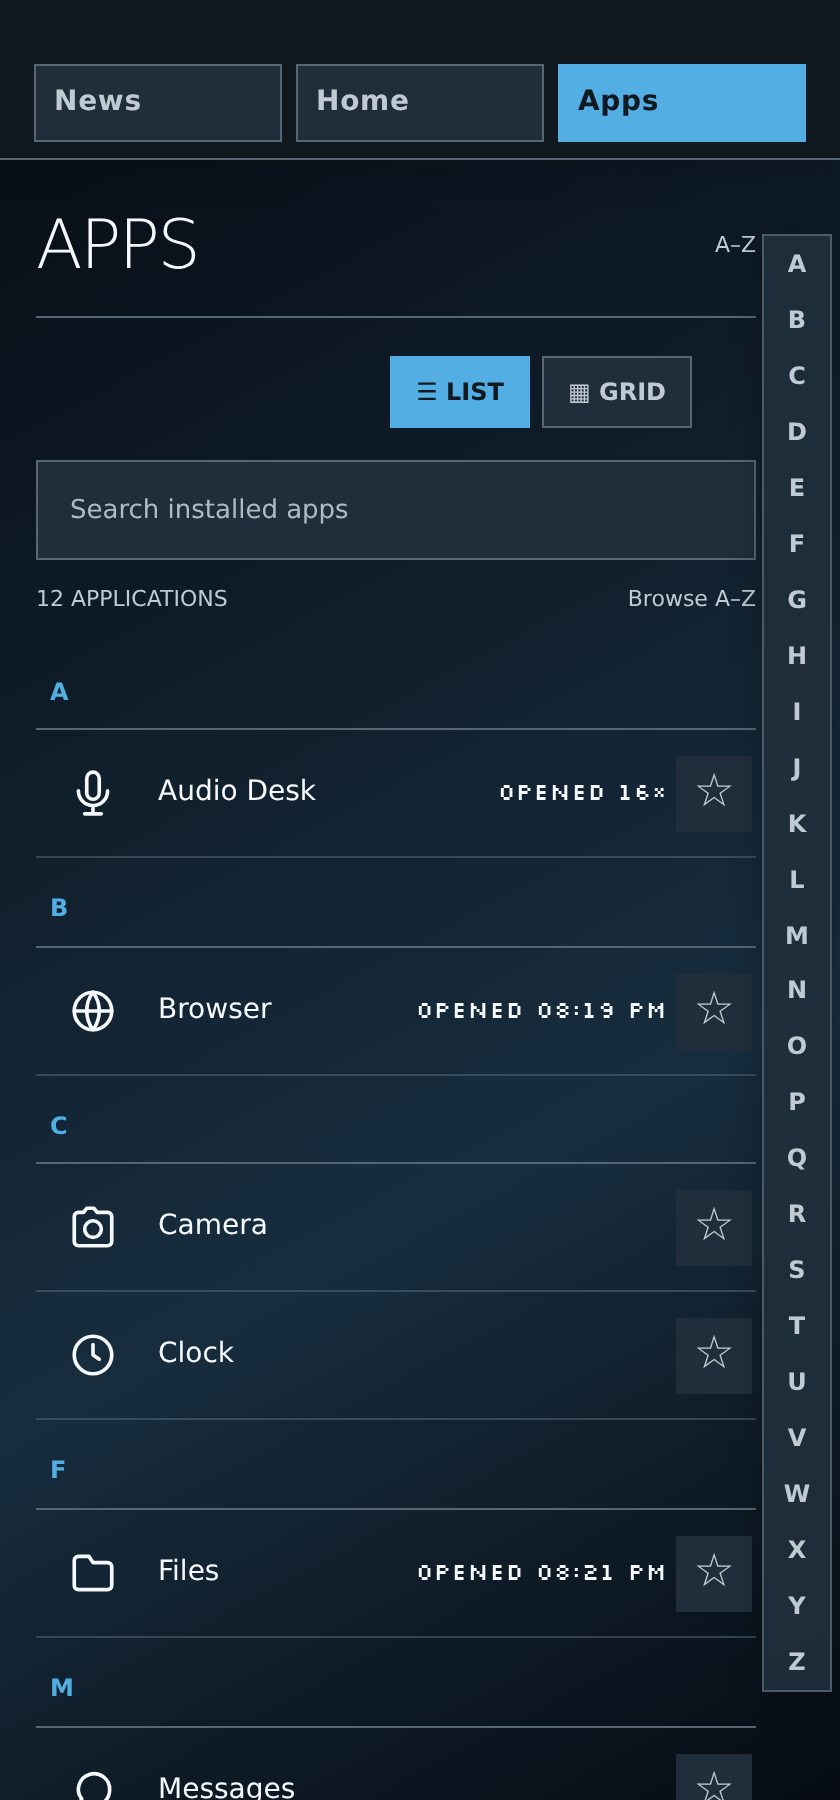 News Home Apps
APPS A–Z
☰ LIST ▦ GRID
Search installed apps
12 APPLICATIONS Browse A–Z
A
Audio Desk OPENED 16×
B
Browser OPENED 08:19 PM
C
Camera
Clock
F
Files OPENED 08:21 PM
M
Messages
A
B
C
D
E
F
G
H
I
J
K
L
M
N
O
P
Q
R
S
T
U
V
W
X
Y
Z